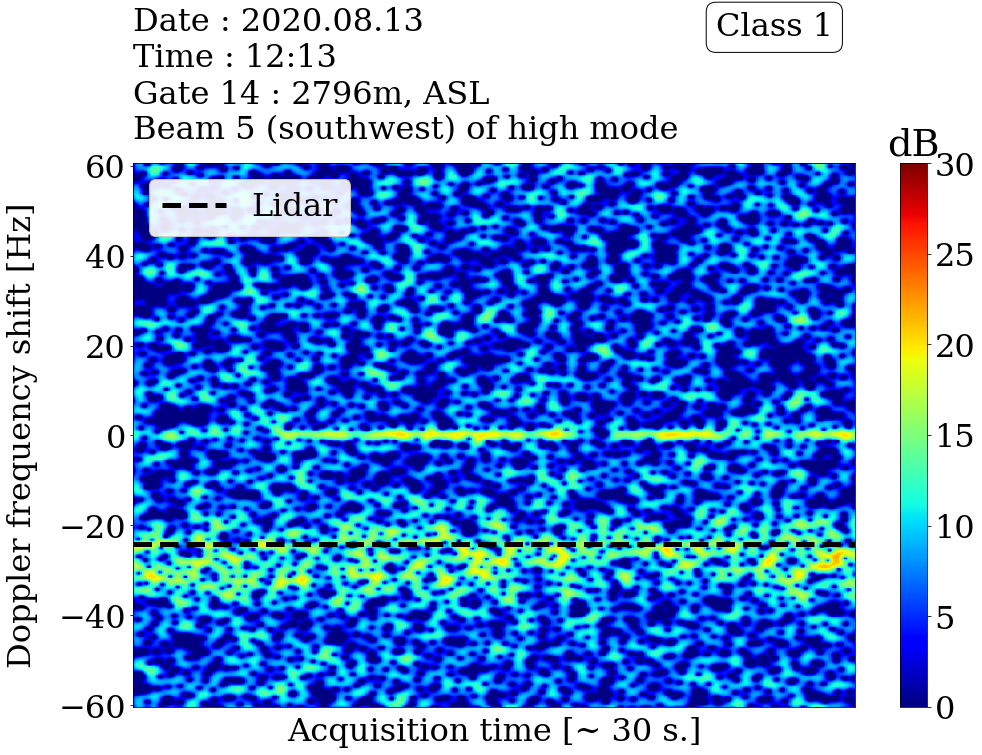 Date : 2020.08.13
Time : 12:13
Gate 14 : 2796m, ASL
Beam 5 (southwest) of high mode
Class 1
dB
Lidar
Doppler frequency shift [Hz]
60
40
20
0
−20
−40
−60
Acquisition time [~ 30 s.]
30
25
20
15
10
5
0